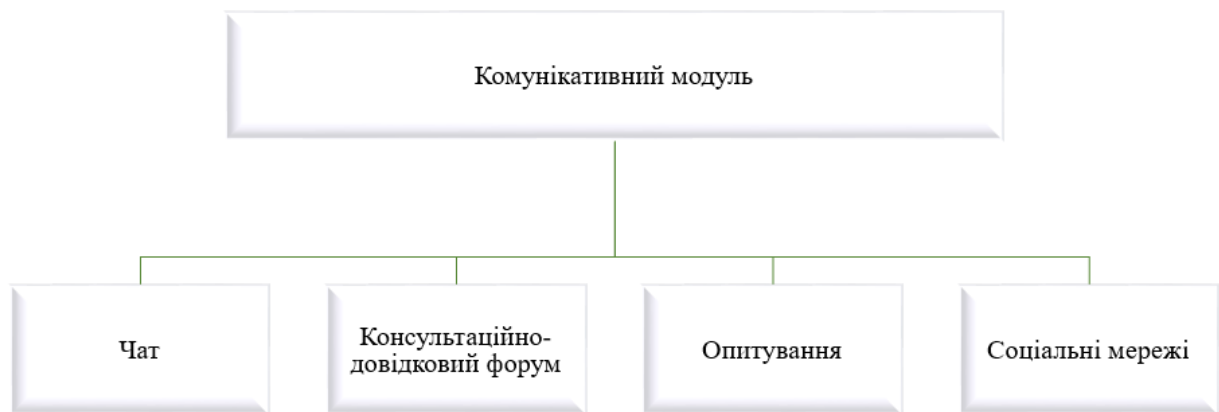 Комунікативний модуль
Чат
Консультаційно-
довідковий форум
Опитування
Соціальні мережі